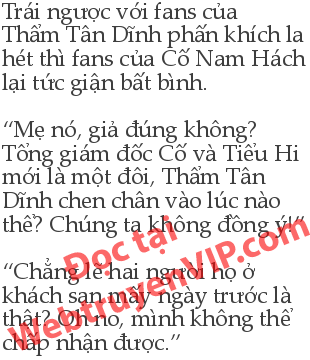 Trái ngược với fans của
Thẩm Tân Dĩnh phấn khích la
hét thì fans của Cố Nam Hách
lại tức giận bất bình.
“Mẹ nó, giả đúng không?
Tổng giám đốc Cố và Tiểu Hi
mới là một đôi, Thẩm Tân
Dĩnh chen chân vào lúc nào
thế? Chúng ta không đồng ý!“
“Chẳng lẽ hai người họ ở
khách sạn mấy ngày trước là
thật? Oh no, mình không thể
chấp nhận được.”
Đọc tại
WebtruyenVIP.com